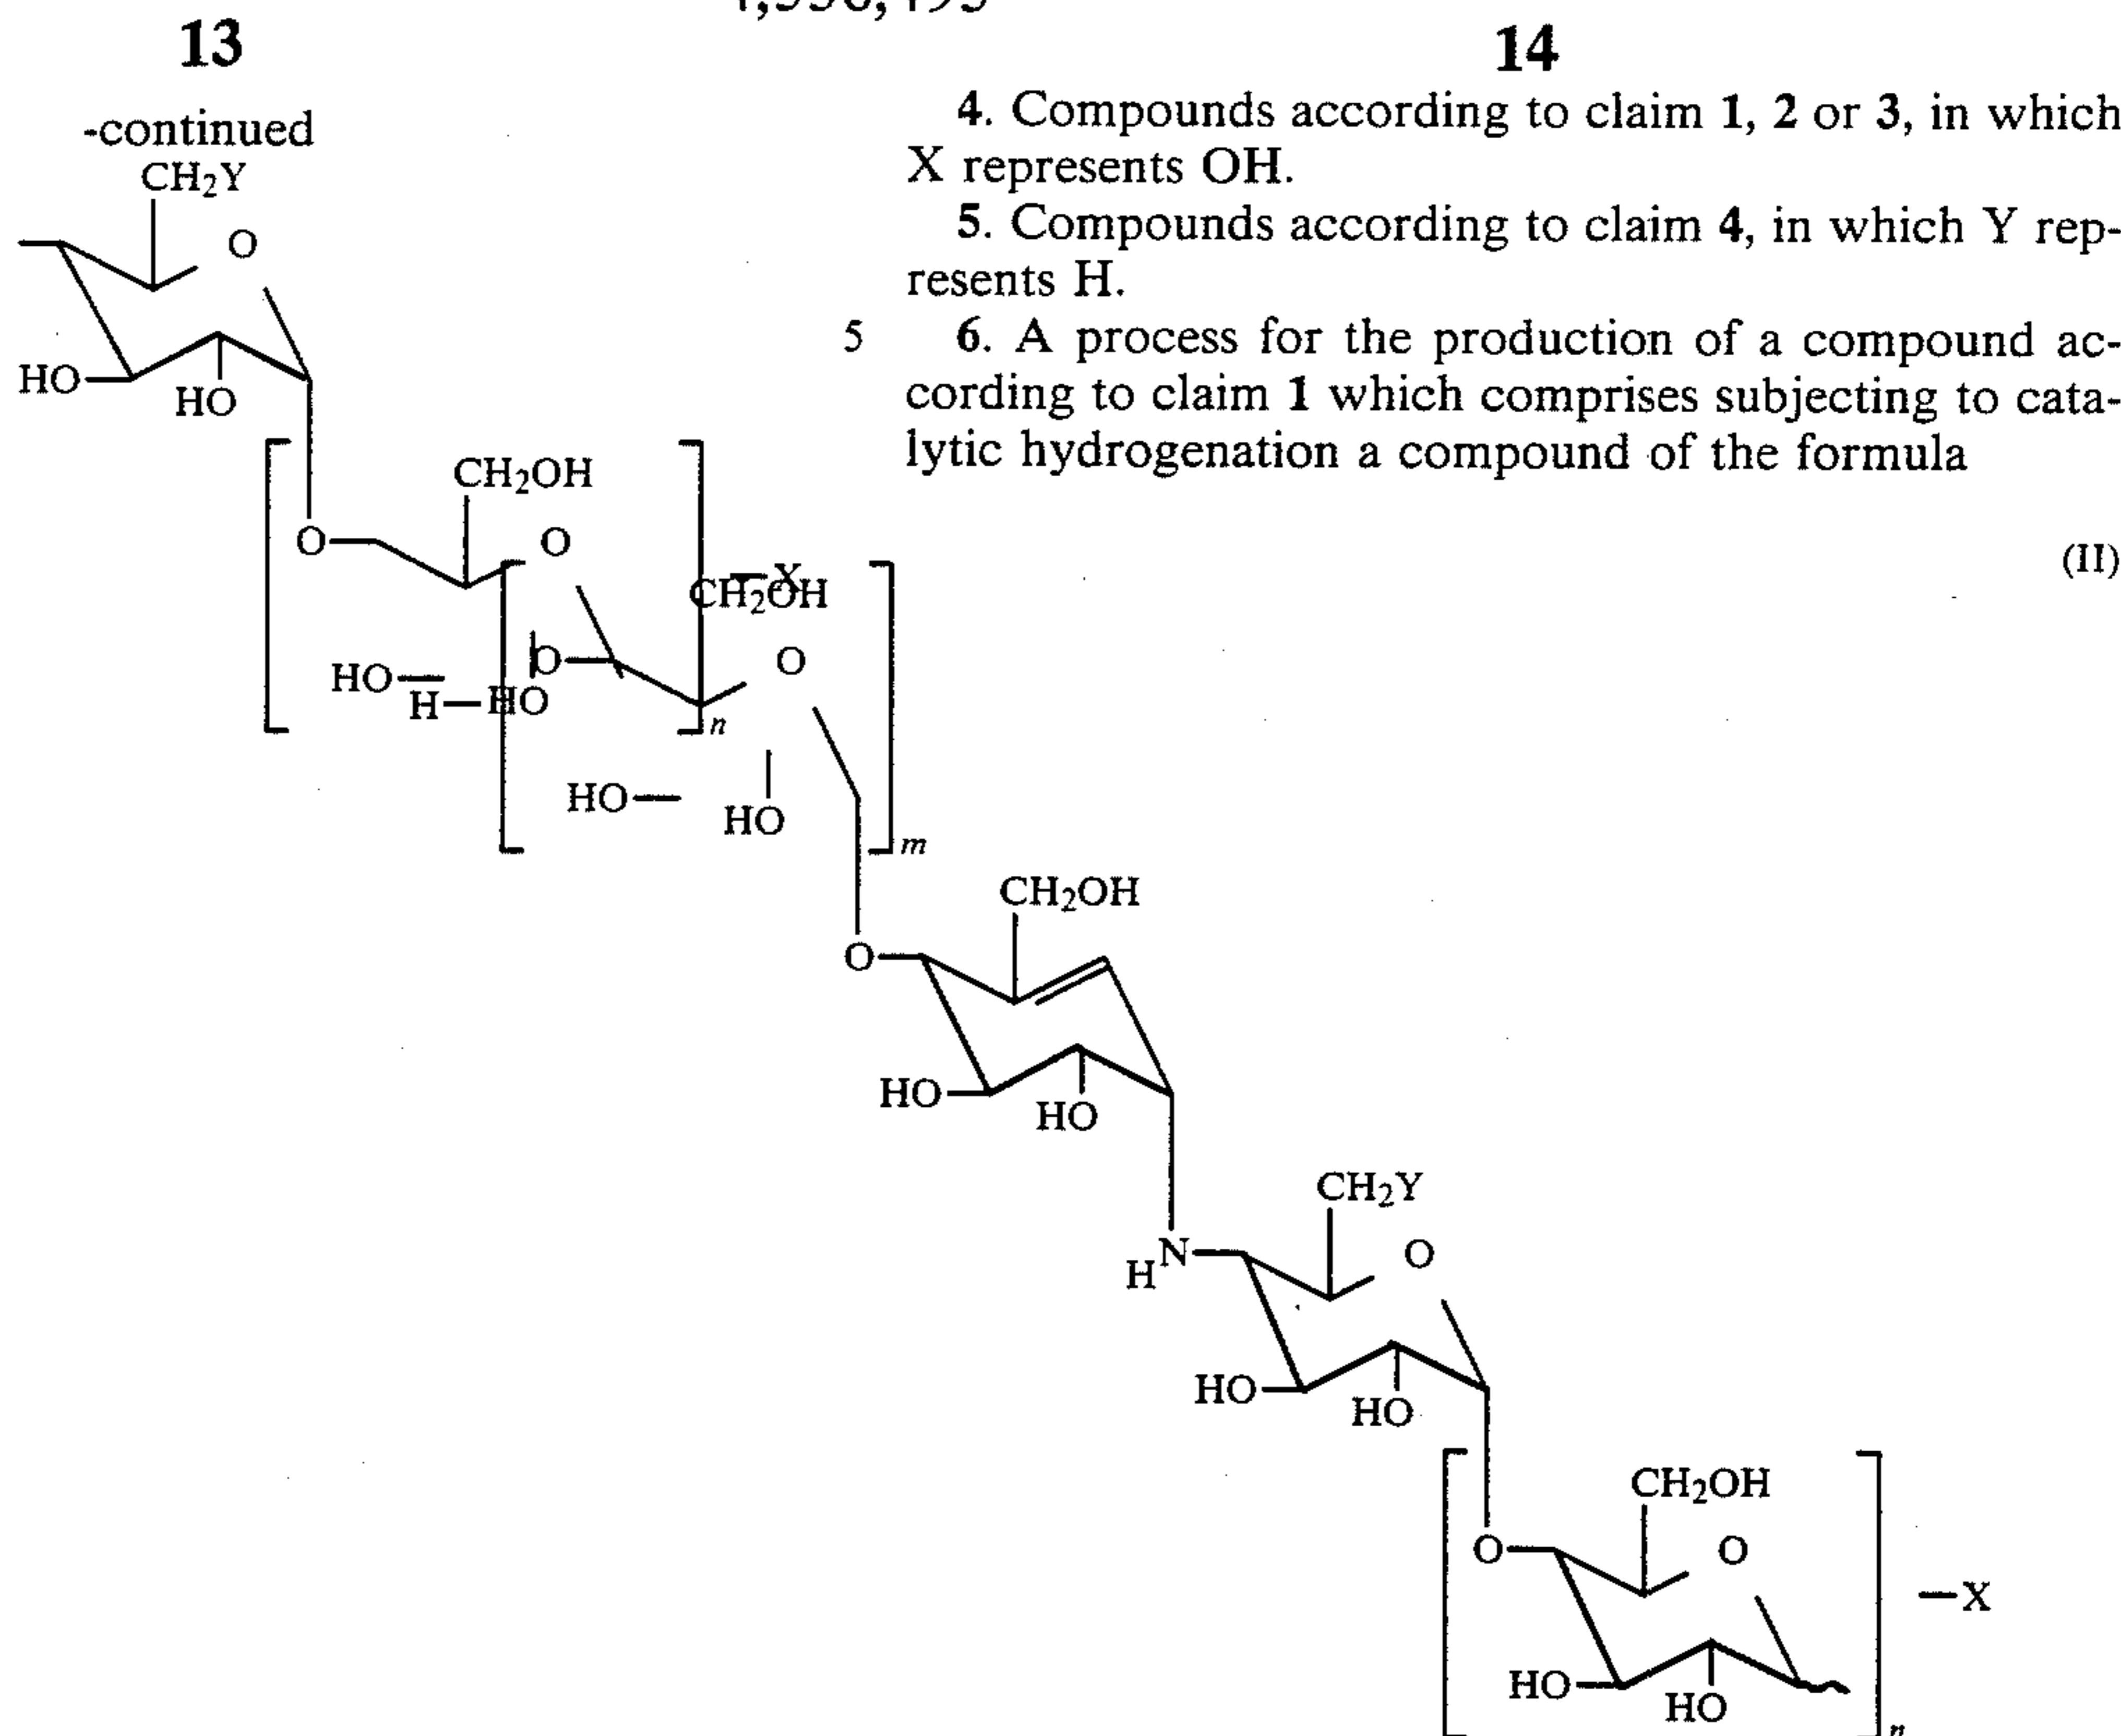 13
-continued
CH2Y
O
HO
HO
CH2OH
O
O
HO
HO
n
14
4. Compounds according to claim 1, 2 or 3, in which
X represents OH.
5. Compounds according to claim 4, in which Y rep-
resents H.
5
6. A process for the production of a compound ac-
cording to claim 1 which comprises subjecting to cata-
lytic hydrogenation a compound of the formula
(II)
X
CH2OH
O
O
H
HO
HO
m
CH2OH
O
HO
HO
CH2Y
N
H
O
HO
HO
CH2OH
O
O
X
HO
HO
n